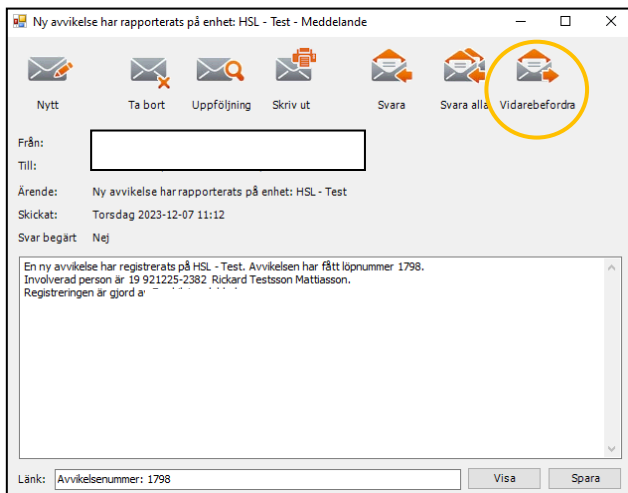 Ny avvikelse har rapporterats på enhet: HSL - Test - Meddelande
Nytt Ta bort Uppföljning Skriv ut Svara Svara alla Vidarebefordra
Från:
Till:
Ärende: Ny avvikelse har rapporterats på enhet: HSL - Test
Skickat: Torsdag 2023-12-07 11:12
Svar begärt Nej
En ny avvikelse har registrerats på HSL - Test. Avvikelsen har fått löpnummer 1798.
Involverad person är 19 921225-2382 Rickard Testsson Mattiasson.
Registreringen är gjord
Länk: Avvikelsenummer: 1798 Visa Spara